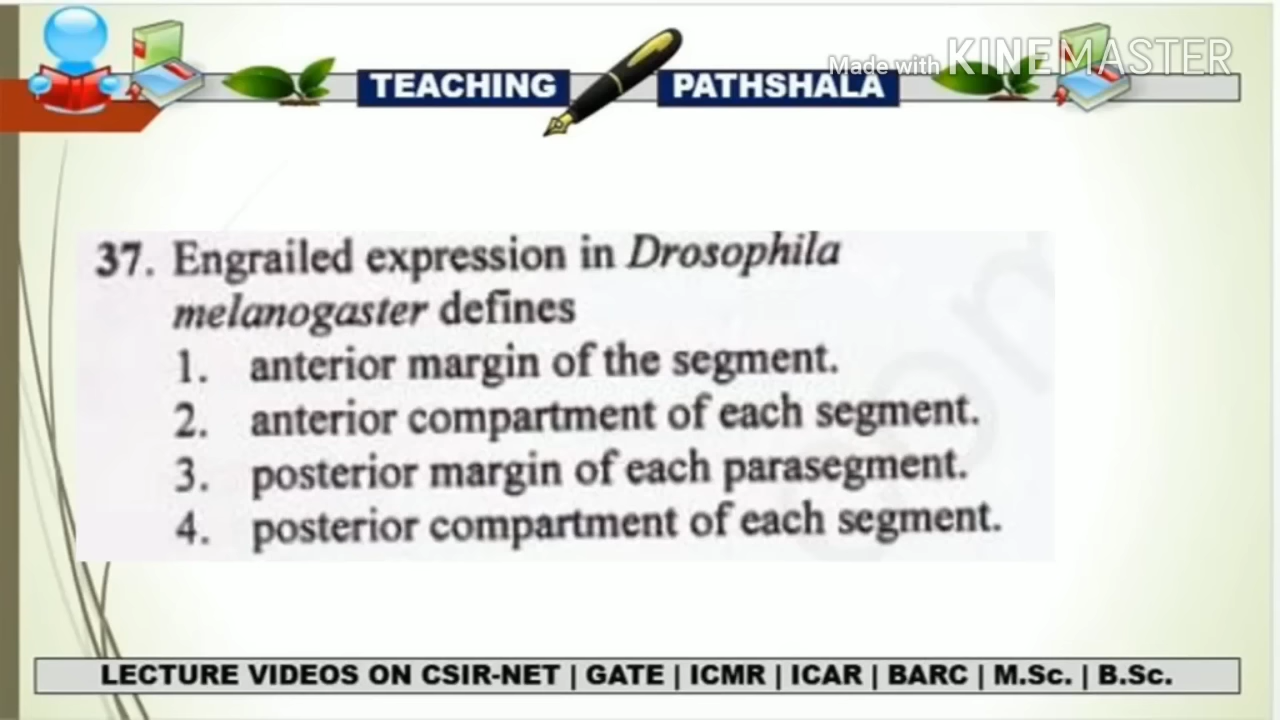 Made with KINEMASTER
TEACHING PATHSHALA
37. Engrailed expression in Drosophila
melanogaster defines
1. anterior margin of the segment.
2. anterior compartment of each segment.
3. posterior margin of each parasegment.
4. posterior compartment of each segment.
LECTURE VIDEOS ON CSIR-NET | GATE | ICMR | ICAR | BARC | M.Sc. | B.Sc.